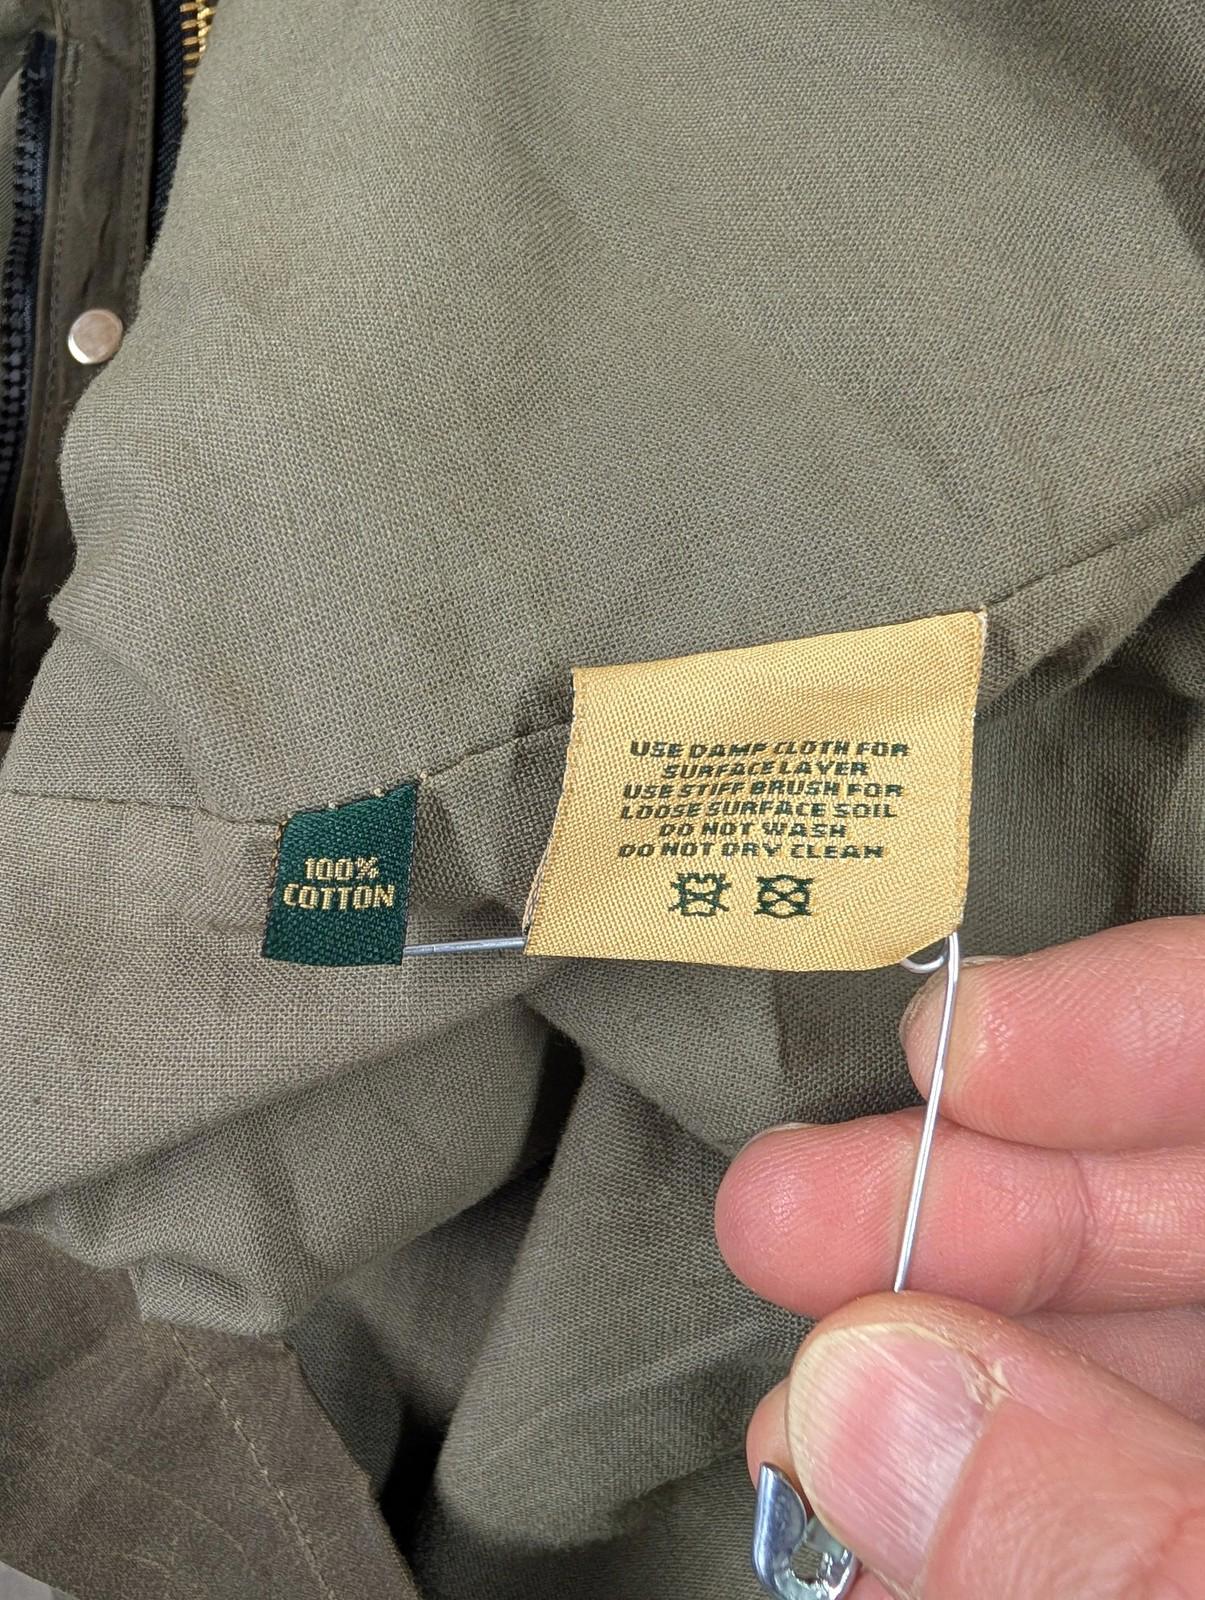 100%
COTTON
USE DAMP CLOTH FOR
SURFACE LAYER
USE STIFF BRUSH FOR
LOOSE SURFACE SOIL
DO NOT WASH
DO NOT DRY CLEAN